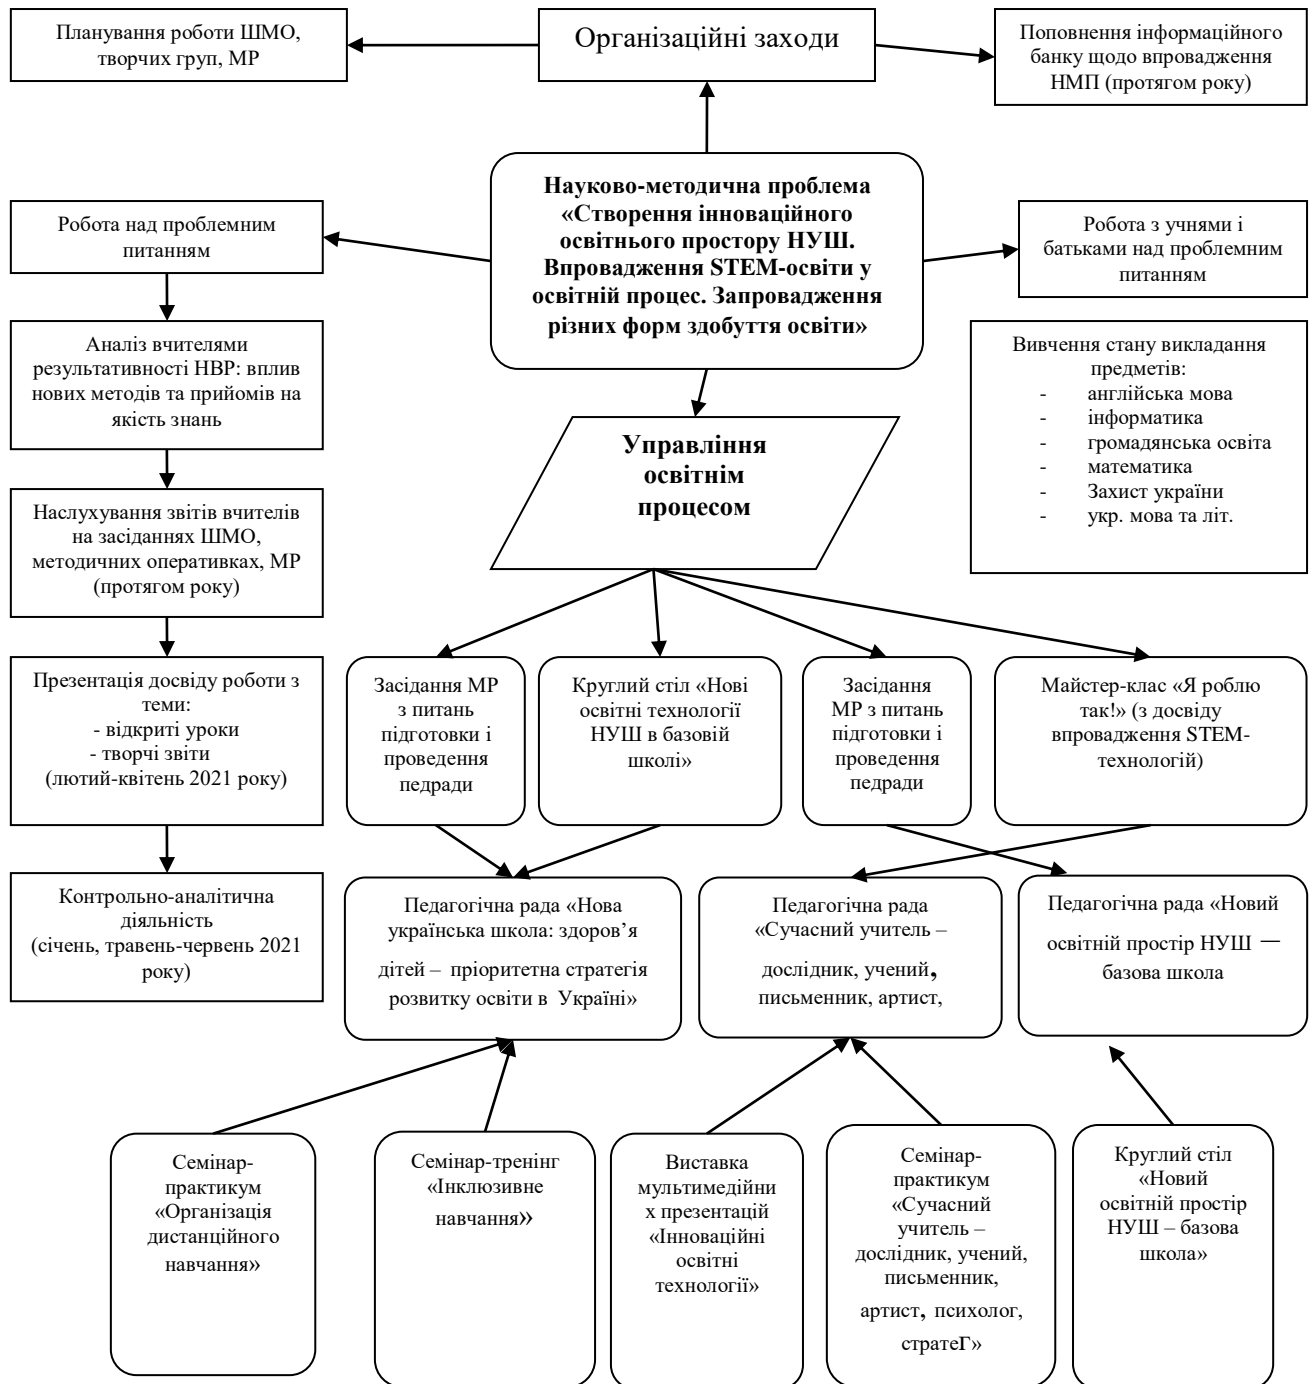 Планування роботи ШМО,
творчих груп, МР
Організаційні заходи
Поповнення інформаційного
банку щодо впровадження
НМП (протягом року)
Науково-методична проблема
«Створення інноваційного
освітнього простору НУШ.
Впровадження STEM-освіти у
освітній процес. Запровадження
різних форм здобуття освіти»
Робота над проблемним
питанням
Робота з учнями і
батьками над проблемним
питанням
Аналіз вчителями
результативності НВР: вплив
нових методів та прийомів на
якість знань
Вивчення стану викладання
предметів:
- англійська мова
- інформатика
- громадянська освіта
- математика
- Захист україни
- укр. мова та літ.
Управління
освітнім
процесом
Наслухування звітів вчителів
на засіданнях ШМО,
методичних оперативках, МР
(протягом року)
Презентація досвіду роботи з
теми:
- відкриті уроки
- творчі звіти
(лютий-квітень 2021 року)
Засідання МР
з питань
підготовки і
проведення
педради
Круглий стіл «Нові
освітні технології
НУШ в базовій
школі»
Засідання
МР з питань
підготовки і
проведення
педради
Майстер-клас «Я роблю
так!» (з досвіду
впровадження STEM-
технологій)
Контрольно-аналітична
діяльність
(січень, травень-червень 2021
року)
Педагогічна рада «Нова
українська школа: здоров’я
дітей – пріоритетна стратегія
розвитку освіти в Україні»
Педагогічна рада
«Сучасний учитель –
дослідник, учений,
письменник, артист,
Педагогічна рада «Новий
освітній простір НУШ —
базова школа
Семінар-
практикум
«Організація
дистанційного
навчання»
Семінар-тренінг
«Інклюзивне
навчання»
Виставка
мультимедійни
х презентацій
«Інноваційні
освітні
технології»
Семінар-
практикум
«Сучасний
учитель –
дослідник, учений,
письменник,
артист, психолог,
стратеГ»
Круглий стіл
«Новий
освітній простір
НУШ – базова
школа»